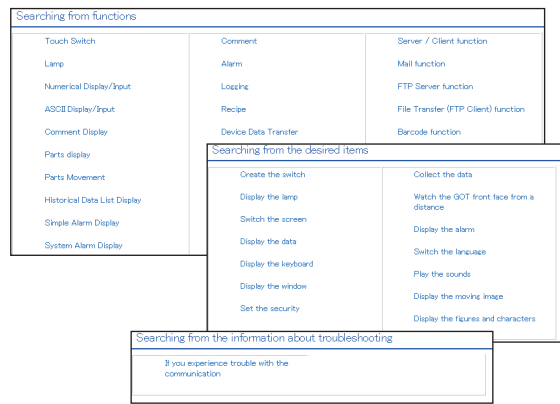 Searching from functions
Touch Switch
Lamp
Numerical Display/Input
ASCII Display/Input
Comment Display
Parts display
Parts Movement
Historical Data List Display
Simple Alarm Display
System Alarm Display
Comment
Alarm
Logging
Recipe
Device Data Transfer
Server / Client function
Mail function
FTP Server function
File Transfer (FTP Client) function
Barcode function
Searching from the desired items
Create the switch
Display the lamp
Switch the screen
Display the data
Display the keyboard
Display the window
Set the security
Collect the data
Watch the GOT front face from a
distance
Display the alarm
Switch the language
Play the sounds
Display the moving image
Display the figures and characters
Searching from the information about troubleshooting
If you experience trouble with the
communication